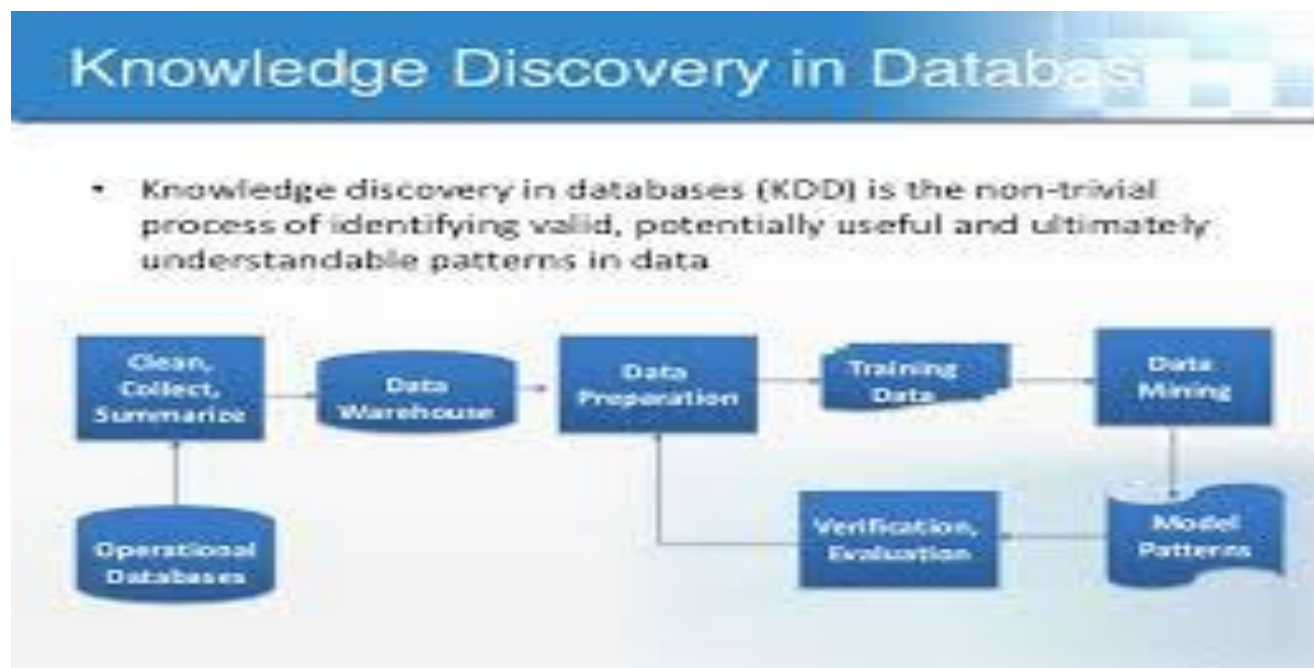 Knowledge Discovery in Databas
• Knowledge discovery in databases (KDD) is the non-trivial
process of identifying valid, potentially useful and ultimately
understandable patterns in data
Clean,
Collect,
Summarize
Data
Warehouse
Data
Preparation
Training
Data
Data
Mining
Operational
Databases
Verification,
Evaluation
Model
Patterns